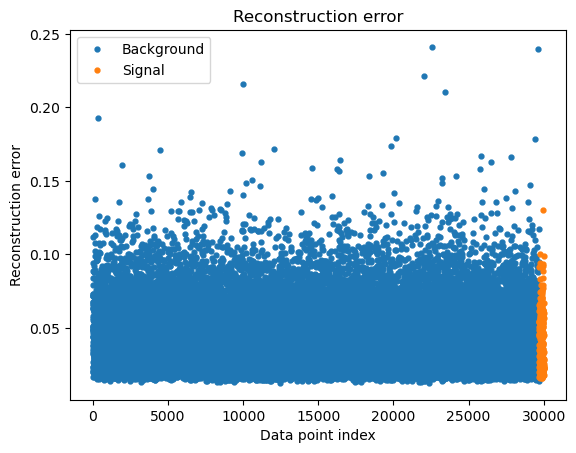 Reconstruction error
0.25
0.20
0.15
0.10
0.05
Reconstruction error
Background
Signal
0
5000
10000
15000
20000
25000
30000
Data point index